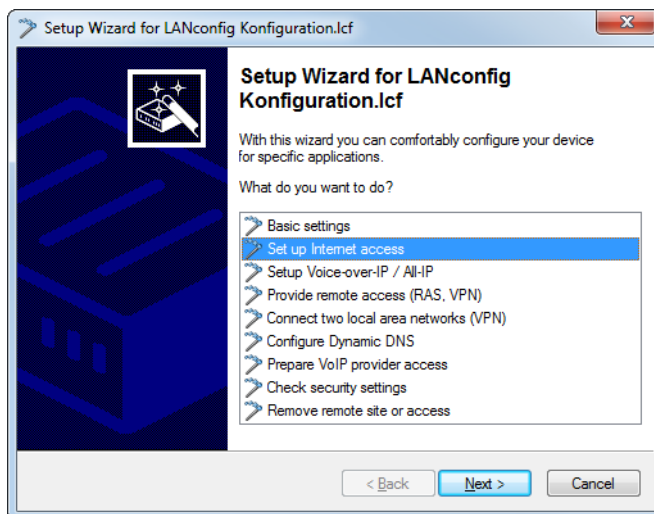 Setup Wizard for LANconfig Konfiguration.lcf
Setup Wizard for LANconfig
Konfiguration.lcf
With this wizard you can comfortably configure your device
for specific applications.
What do you want to do?
Basic settings
Set up Internet access
Setup Voice-over-IP / All-IP
Provide remote access (RAS, VPN)
Connect two local area networks (VPN)
Configure Dynamic DNS
Prepare VoIP provider access
Check security settings
Remove remote site or access
< Back Next > Cancel